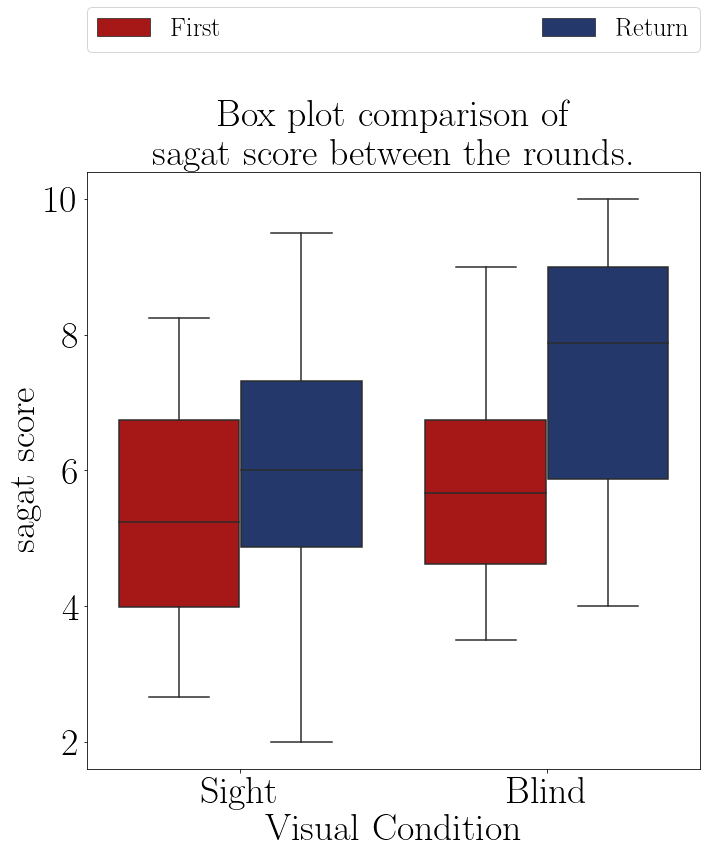 First Return
Box plot comparison of
sagat score between the rounds.
10
8
6
4
2
sagat score
Sight Blind
Visual Condition